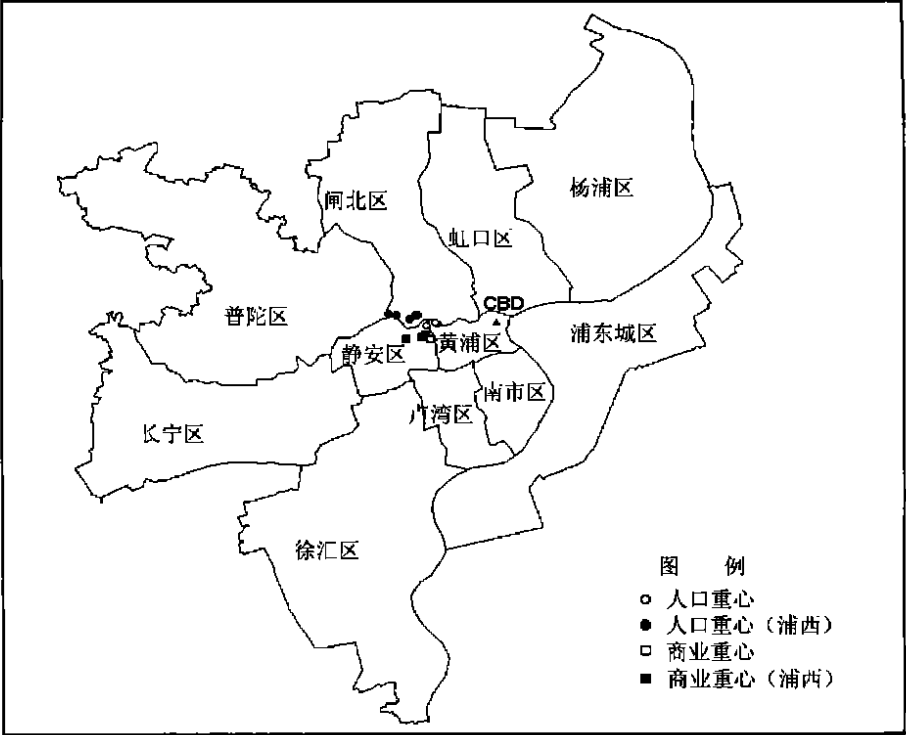 杨浦区
闸北区
虹口区
CBD
普陀区
浦东城区
静安区
黄浦区
南市区
卢湾区
长宁区
徐汇区
图 例
人口重心
人口重心（浦西）
商业重心
商业重心（浦西）